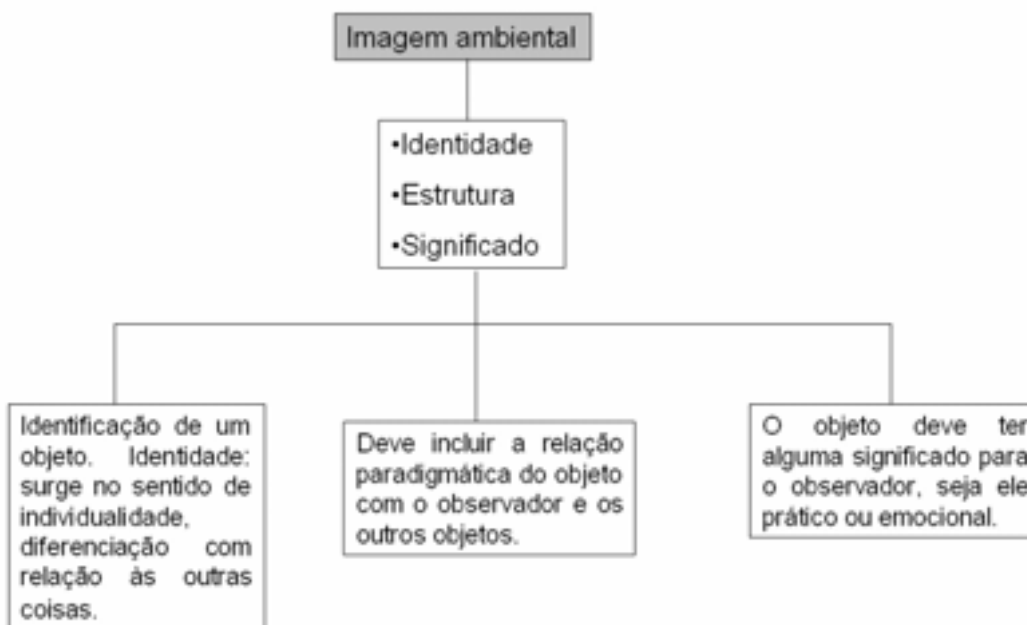 Imagem ambiental
•Identidade
•Estrutura
•Significado
Identificação de um
objeto. Identidade:
surge no sentido de
individualidade,
diferenciação com
relação às outras
coisas.
Deve incluir a relação
paradigmática do objeto
com o observador e os
outros objetos.
O objeto deve ter
alguma significado para
o observador, seja ele
prático ou emocional.